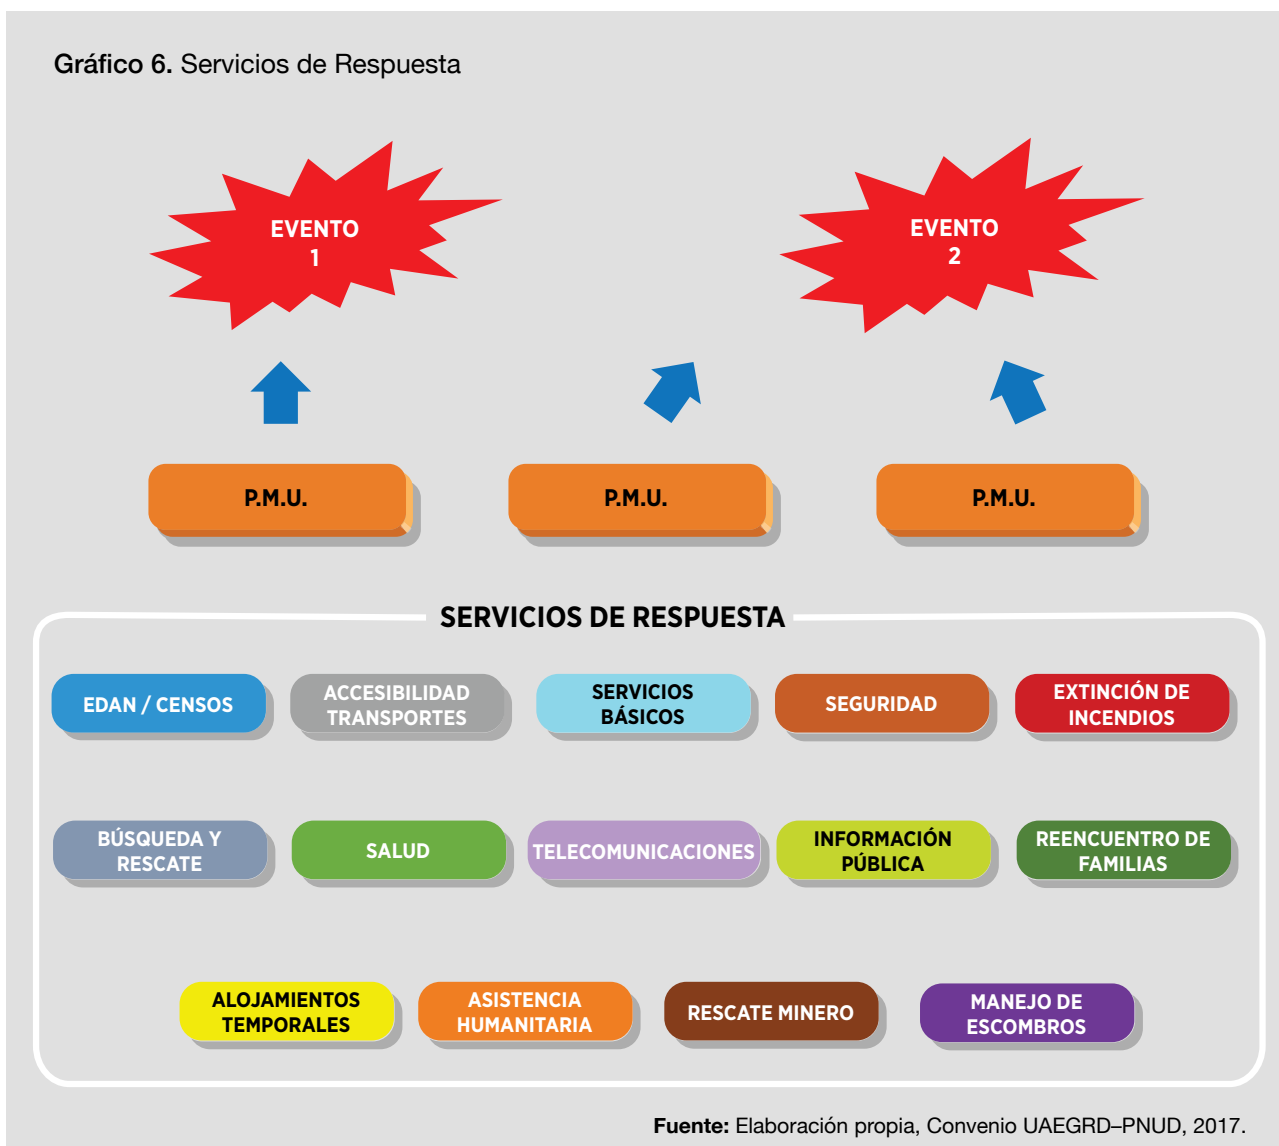 Gráfico 6. Servicios de Respuesta
EVENTO
1
EVENTO
2
P.M.U.
P.M.U.
P.M.U.
SERVICIOS DE RESPUESTA
EDAN / CENSOS
ACCESIBILIDAD
TRANSPORTES
SERVICIOS
BÁSICOS
SEGURIDAD
EXTINCIÓN DE
INCENDIOS
BÚSQUEDA Y
RESCATE
SALUD
TELECOMUNICACIONES
INFORMACIÓN
PÚBLICA
REENCUENTRO DE
FAMILIAS
ALOJAMIENTOS
TEMPORALES
ASISTENCIA
HUMANITARIA
RESCATE MINERO
MANEJO DE
ESCOMBROS
Fuente: Elaboración propia, Convenio UAEGRD–PNUD, 2017.